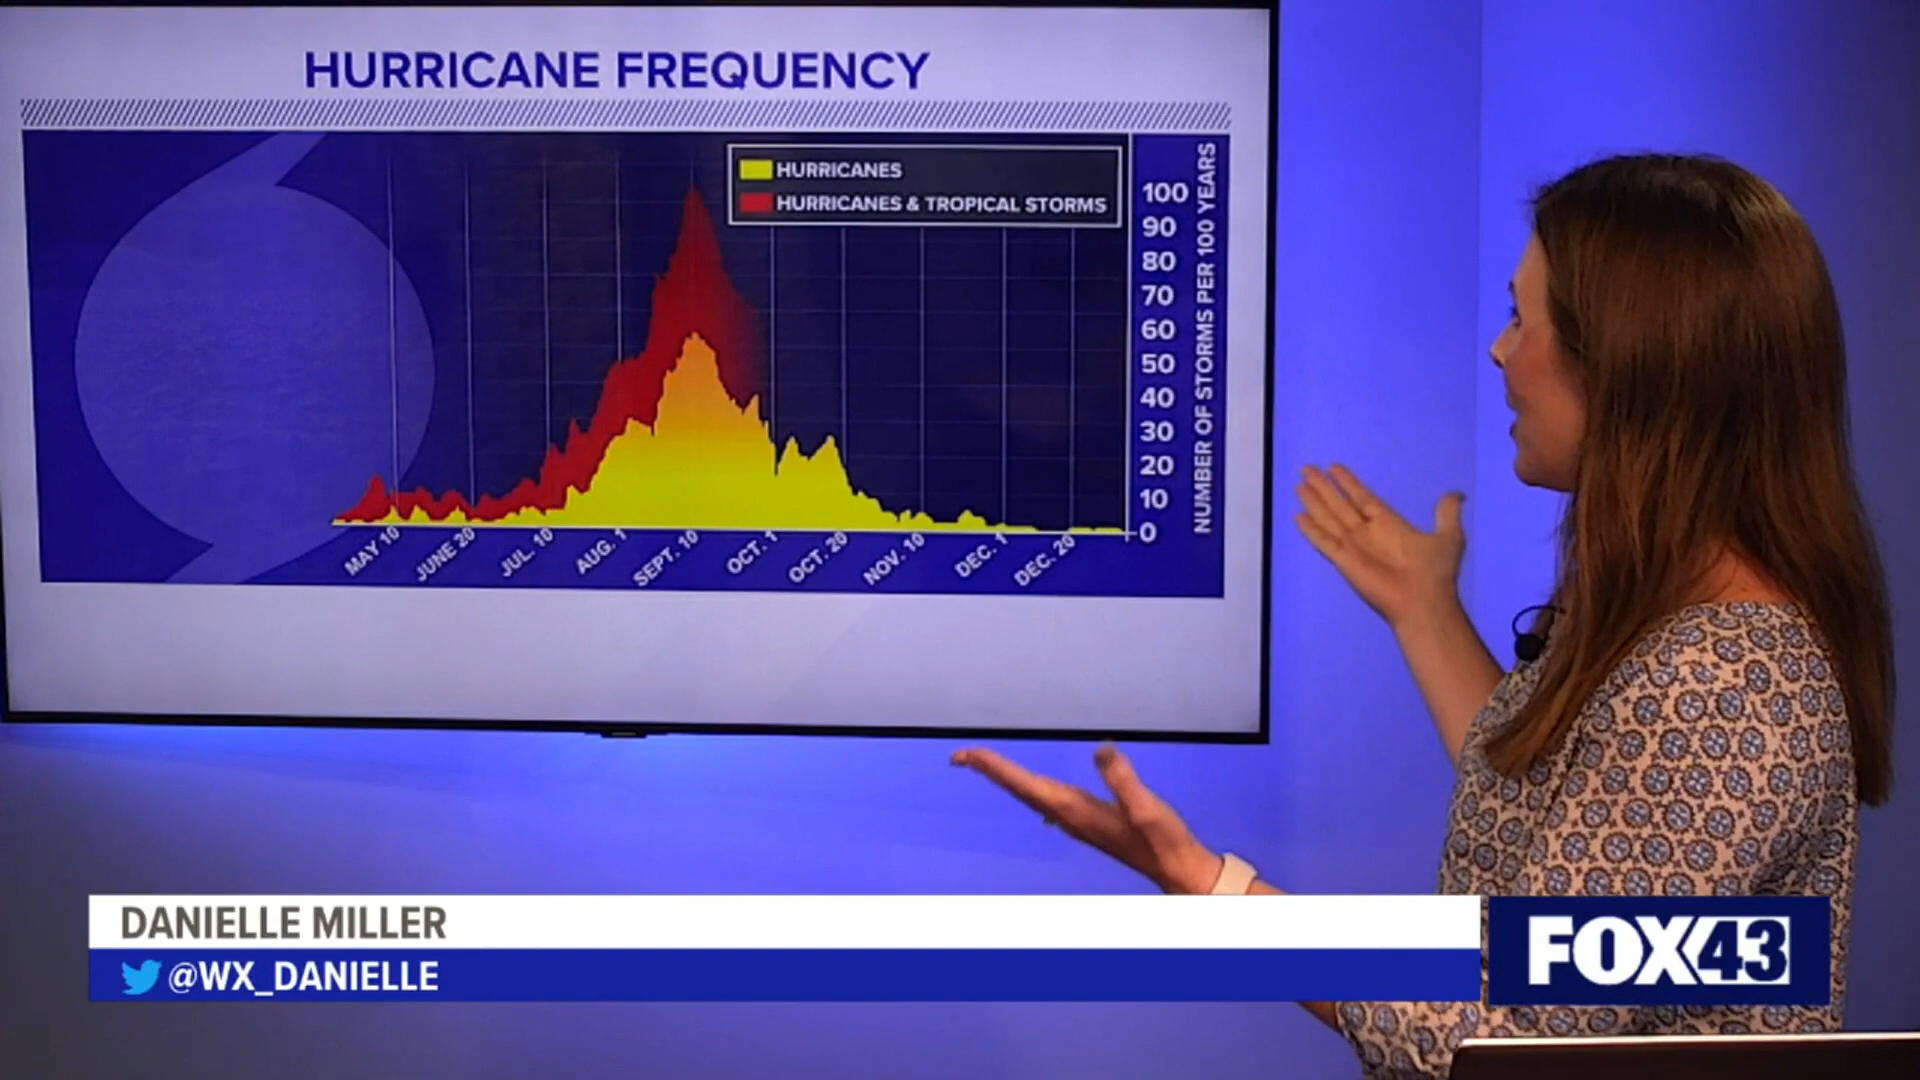 HURRICANE FREQUENCY
HURRICANES
HURRICANES & TROPICAL STORMS
100
90
80
70
60
50
40
30
20
10
0
NUMBER OF STORMS PER 100 YEARS
MAY 10
JUNE 20
JUL. 10
AUG. 1
SEPT. 10
OCT. 1
OCT. 20
NOV. 10
DEC. 1
DEC. 20
DANIELLE MILLER
@WX_DANIELLE
FOX43